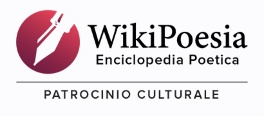 WikiPoesia
Enciclopedia Poetica
PATROCINIO CULTURALE